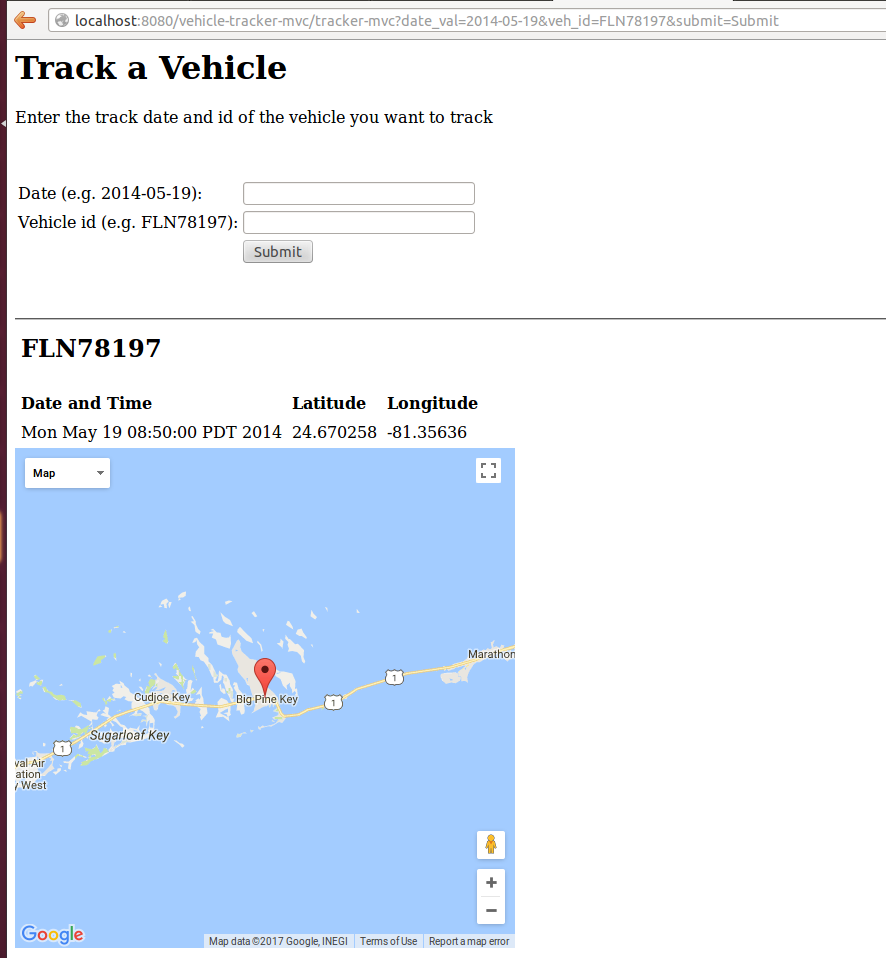 localhost:8080/vehicle-tracker-mvc/tracker-mvc?date_val=2014-05-19&veh_id=FLN78197&submit=Submit
Track a Vehicle
Enter the track date and id of the vehicle you want to track
Date (e.g. 2014-05-19):
Vehicle id (e.g. FLN78197):
Submit
FLN78197
Date and Time Latitude Longitude
Mon May 19 08:50:00 PDT 2014 24.670258 -81.35636
Map
Marathon
1
Cudjoe Key
Big Pine Key
1
Sugarloaf Key
1
val Air
ation
y West
Google
Map data ©2017 Google, INEGI Terms of Use Report a map error